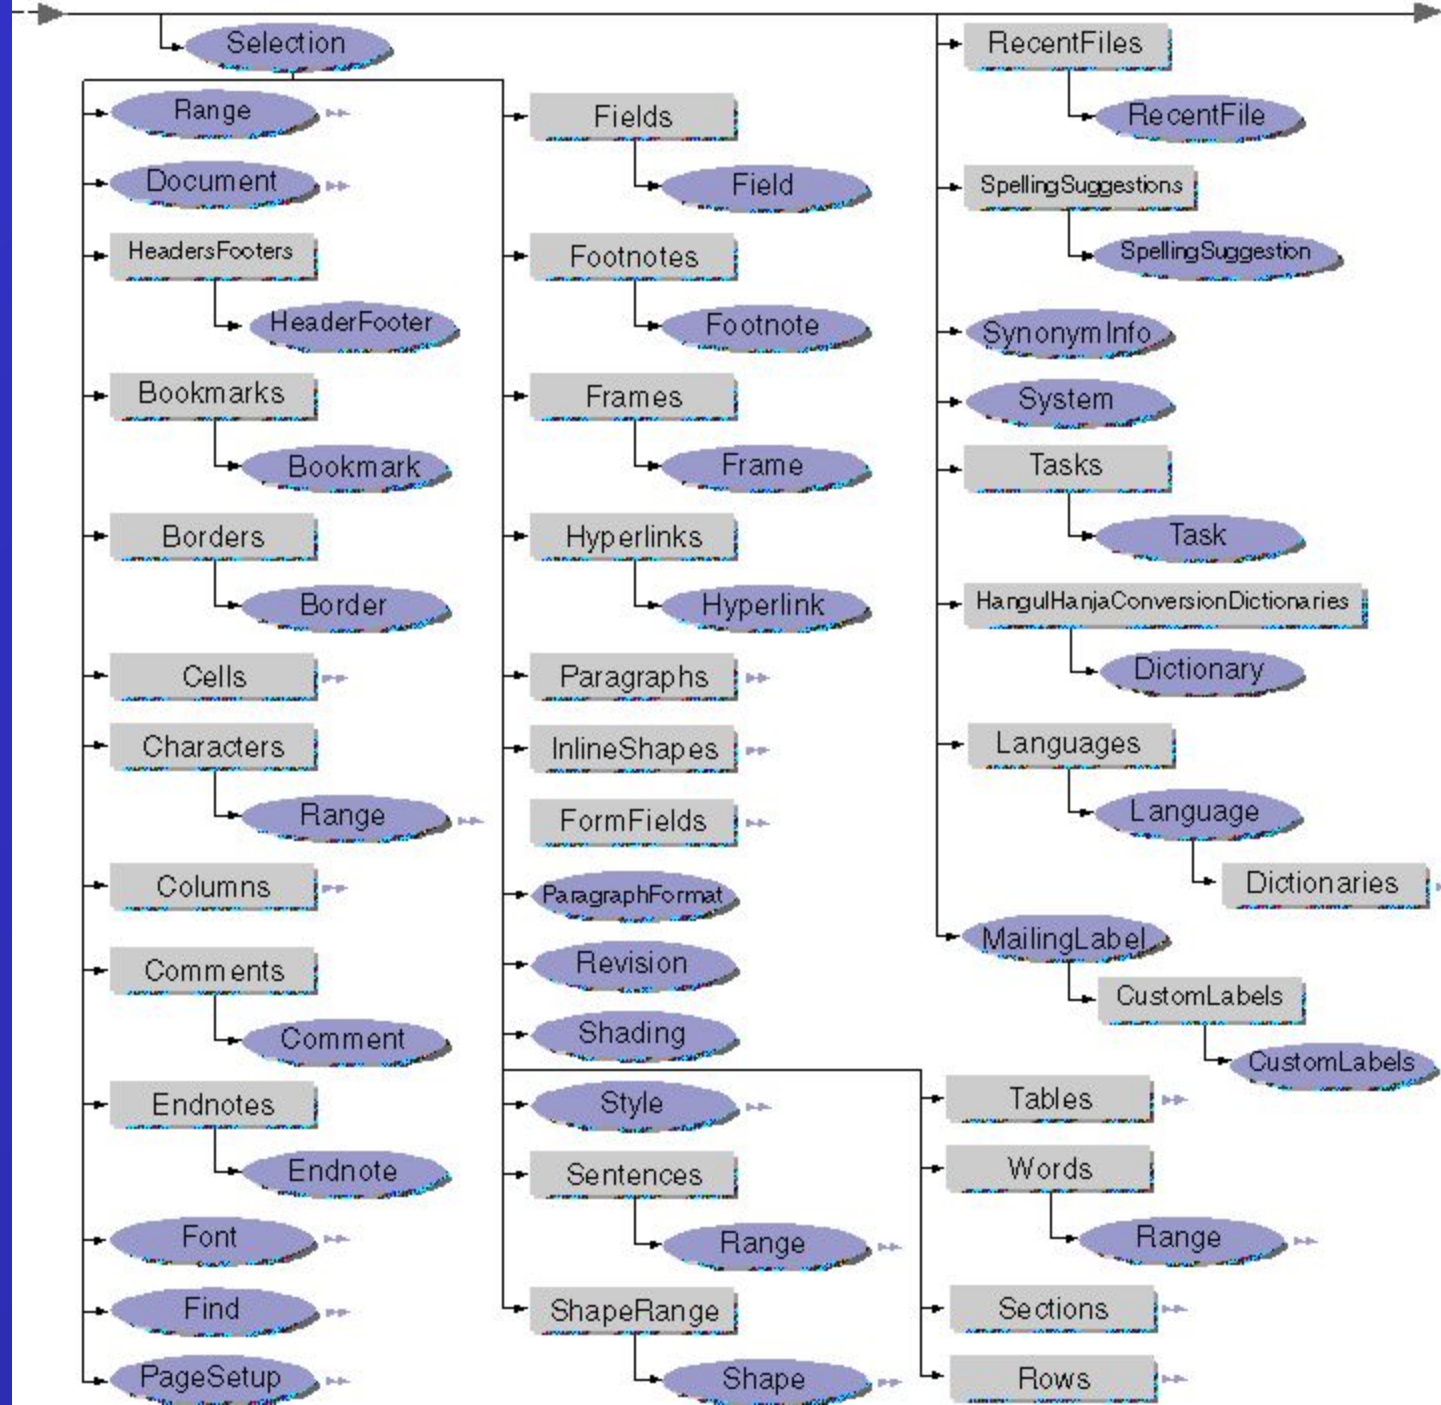 Selection
Range
Document
HeadersFooters
HeaderFooter
Bookmarks
Bookmark
Borders
Border
Cells
Characters
Range
Columns
Comments
Comment
Endnotes
Endnote
Font
Find
PageSetup
Fields
Field
Footnotes
Footnote
Frames
Frame
Hyperlinks
Hyperlink
Paragraphs
InlineShapes
FormFields
ParagraphFormat
Revision
Shading
Style
Sentences
Range
ShapeRange
Shape
Tables
Words
Range
Sections
Rows
RecentFiles
RecentFile
SpellingSuggestions
SpellingSuggestion
SynonymInfo
System
Tasks
Task
HangulHanjaConversionDictionaries
Dictionary
Languages
Language
Dictionaries
MailingLabel
CustomLabels
CustomLabels